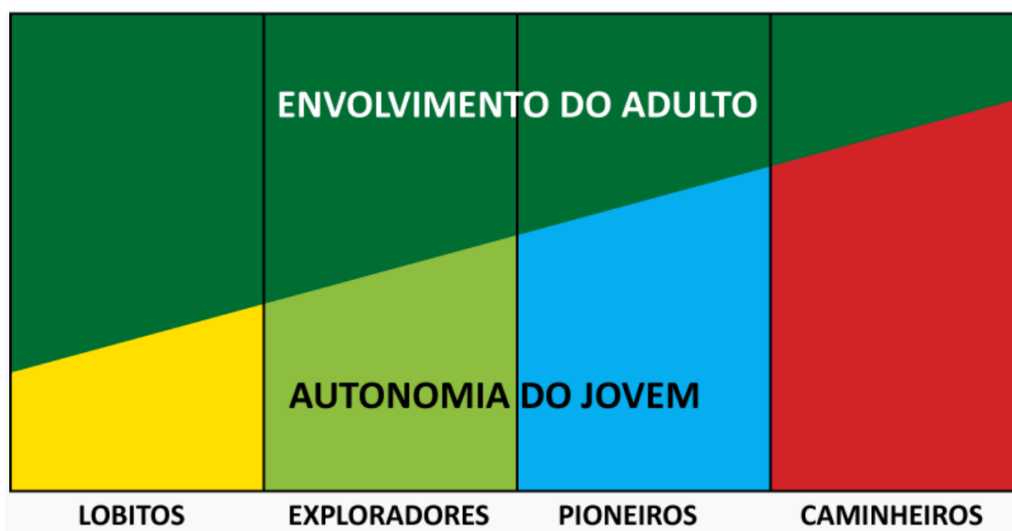 ENVOLVIMENTO DO ADULTO
AUTONOMIA DO JOVEM
LOBITOS EXPLORADORES PIONEIROS CAMINHEIROS